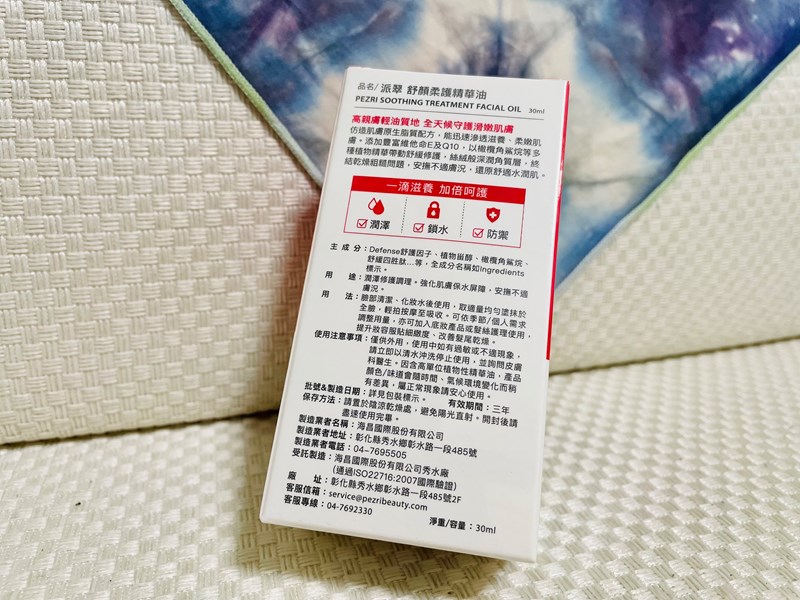 品名/ 派翠 舒顏柔護精華油
PEZRI SOOTHING TREATMENT FACIAL OIL 30ml
高親膚輕油質地 全天候守護滑嫩肌膚
仿造肌膚原生脂質配方，能迅速滲透滋養、柔嫩肌
膚。添加豐富維他命E及Q10，以橄欖角鯊烷等多
種植物精華帶動舒緩修護，絲絨般深潤角質層，終
結乾燥粗糙問題，安撫不適膚況，還原舒適水潤肌。
一滴滋養 加倍呵護
潤澤 鎖水 防禦
主成分：Defense舒護因子、植物甾醇、橄欖角鯊烷、
舒緩四胜肽...等，全成分名稱如Ingredients
標示。
用途：潤澤修護調理。強化肌膚保水屏障，安撫不適
膚況。
用法：臉部清潔、化妝水後使用，取適量均勻塗抹於
全臉，輕拍按摩至吸收。可依季節/個人需求
調整用量，亦可加入底妝產品或髮絲護理使用，
提升妝容服貼細緻度、改善髮尾乾燥。
使用注意事項：僅供外用，使用中如有過敏或不適現象，
請立即以清水沖洗停止使用，並詢問皮膚
科醫生。因含高單位植物性精華油，產品
顏色/味道會隨時間、氣候環境變化而稍
有差異，屬正常現象請安心使用。
批號&製造日期：詳見包裝標示。 有效期間：三年
保存方法：請置於陰涼乾燥處，避免陽光直射。開封後請
盡速使用完畢。
製造業者名稱：海昌國際股份有限公司
製造業者地址：彰化縣秀水鄉彰水路一段485號
製造業者電話：04-7695505
受託製造：海昌國際股份有限公司秀水廠
(通過ISO22716:2007國際驗證)
廠址：彰化縣秀水鄉彰水路一段485號2F
客服信箱：service@pezribeauty.com
客服專線：04-7692330
淨重/容量：30ml